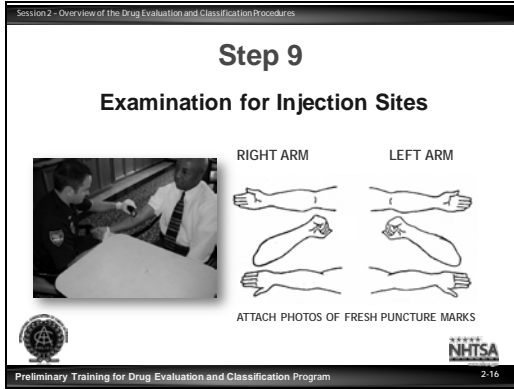 Session 2 – Overview of the Drug Evaluation and Classification Procedures
Step 9
Examination for Injection Sites
RIGHT ARM LEFT ARM
ATTACH PHOTOS OF FRESH PUNCTURE MARKS
NHTSA
Preliminary Training for Drug Evaluation and Classification Program 2-16